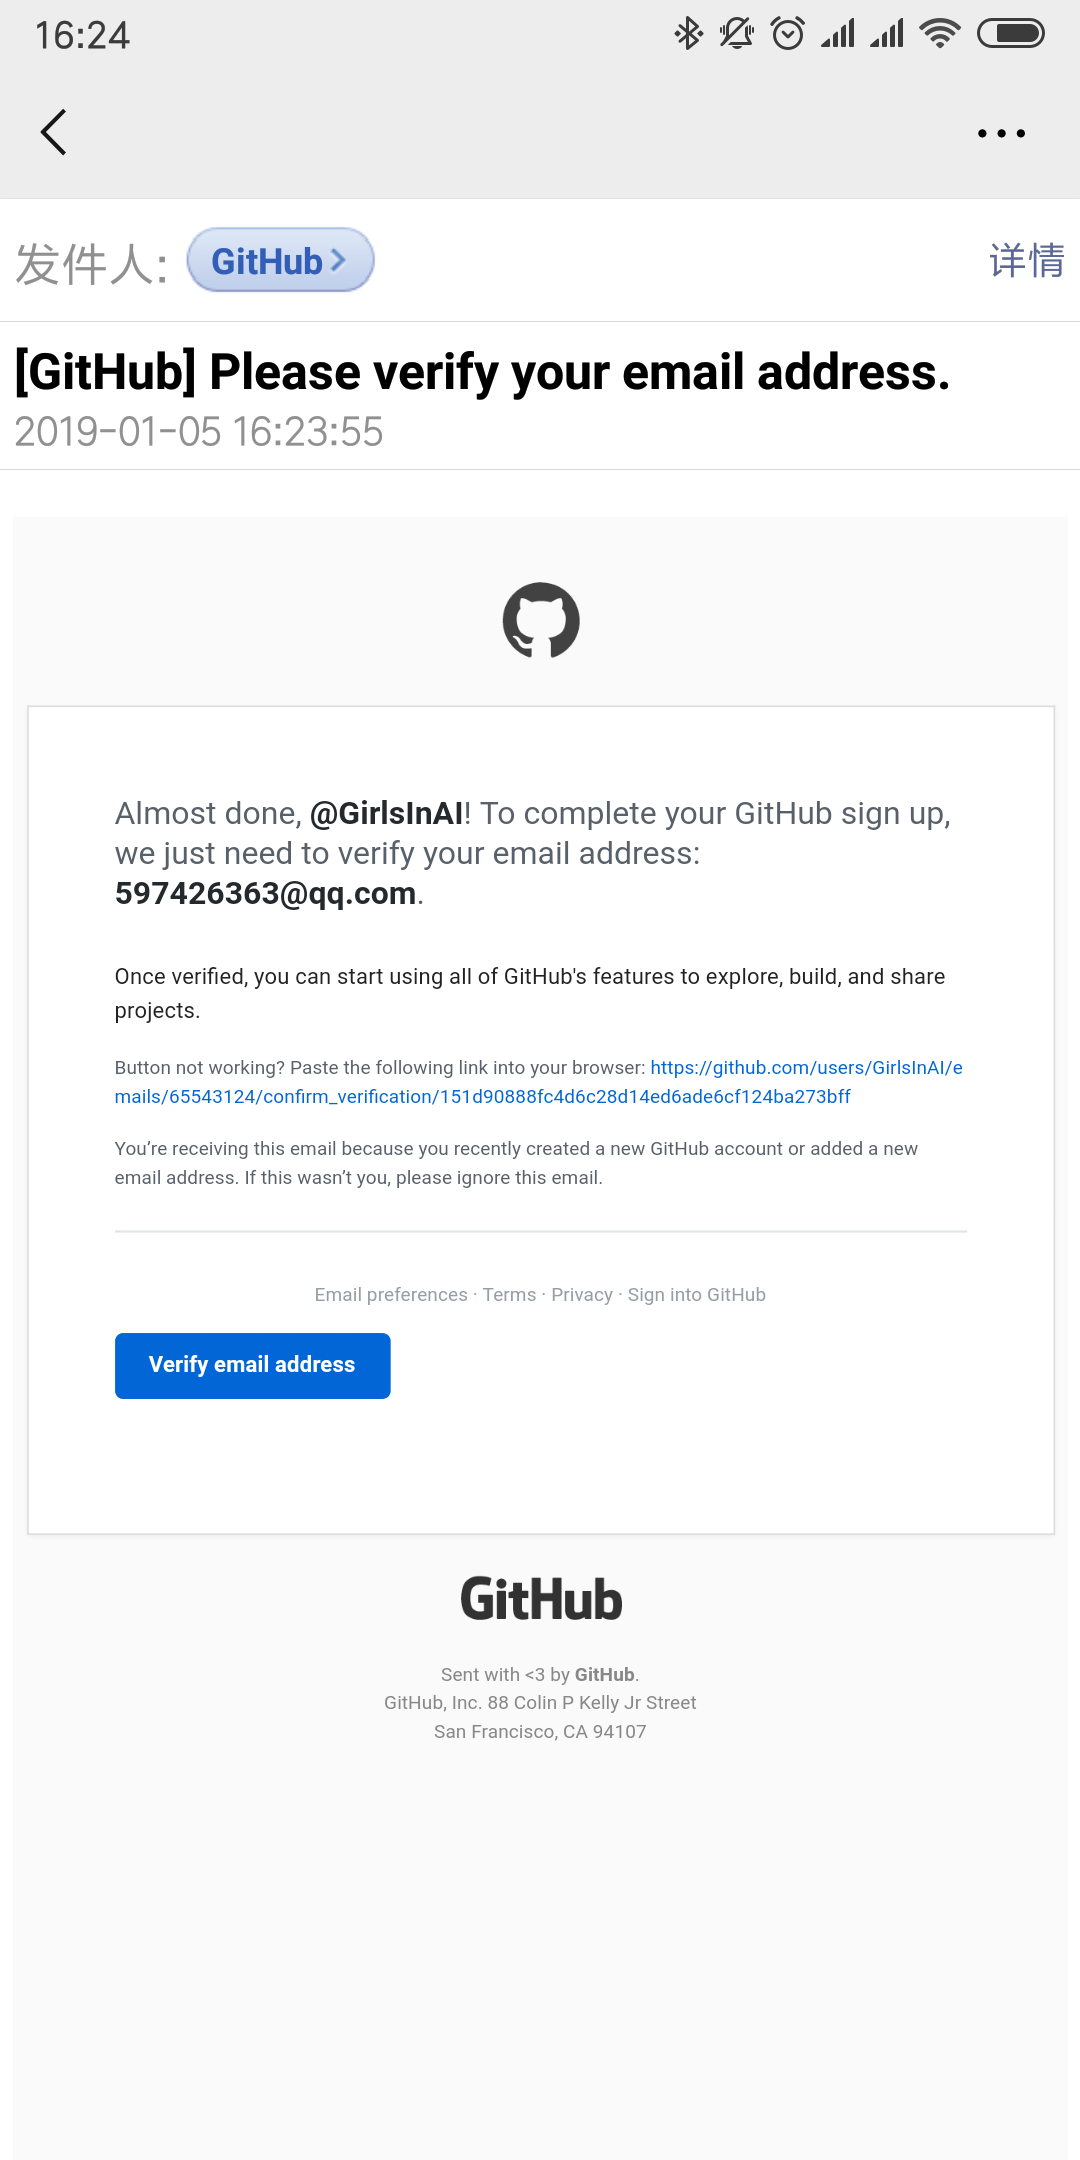 16:24
发件人: GitHub
详情
[GitHub] Please verify your email address.
2019-01-05 16:23:55
Almost done, @GirlsInAI! To complete your GitHub sign up,
we just need to verify your email address:
597426363@qq.com.
Once verified, you can start using all of GitHub's features to explore, build, and share
projects.
Button not working? Paste the following link into your browser: https://github.com/users/GirlsInAI/e
mails/65543124/confirm_verification/151d90888fc4d6c28d14ed6ade6cf124ba273bff
You’re receiving this email because you recently created a new GitHub account or added a new
email address. If this wasn’t you, please ignore this email.
Email preferences · Terms · Privacy · Sign into GitHub
Verify email address
GitHub
Sent with <3 by GitHub.
GitHub, Inc. 88 Colin P Kelly Jr Street
San Francisco, CA 94107